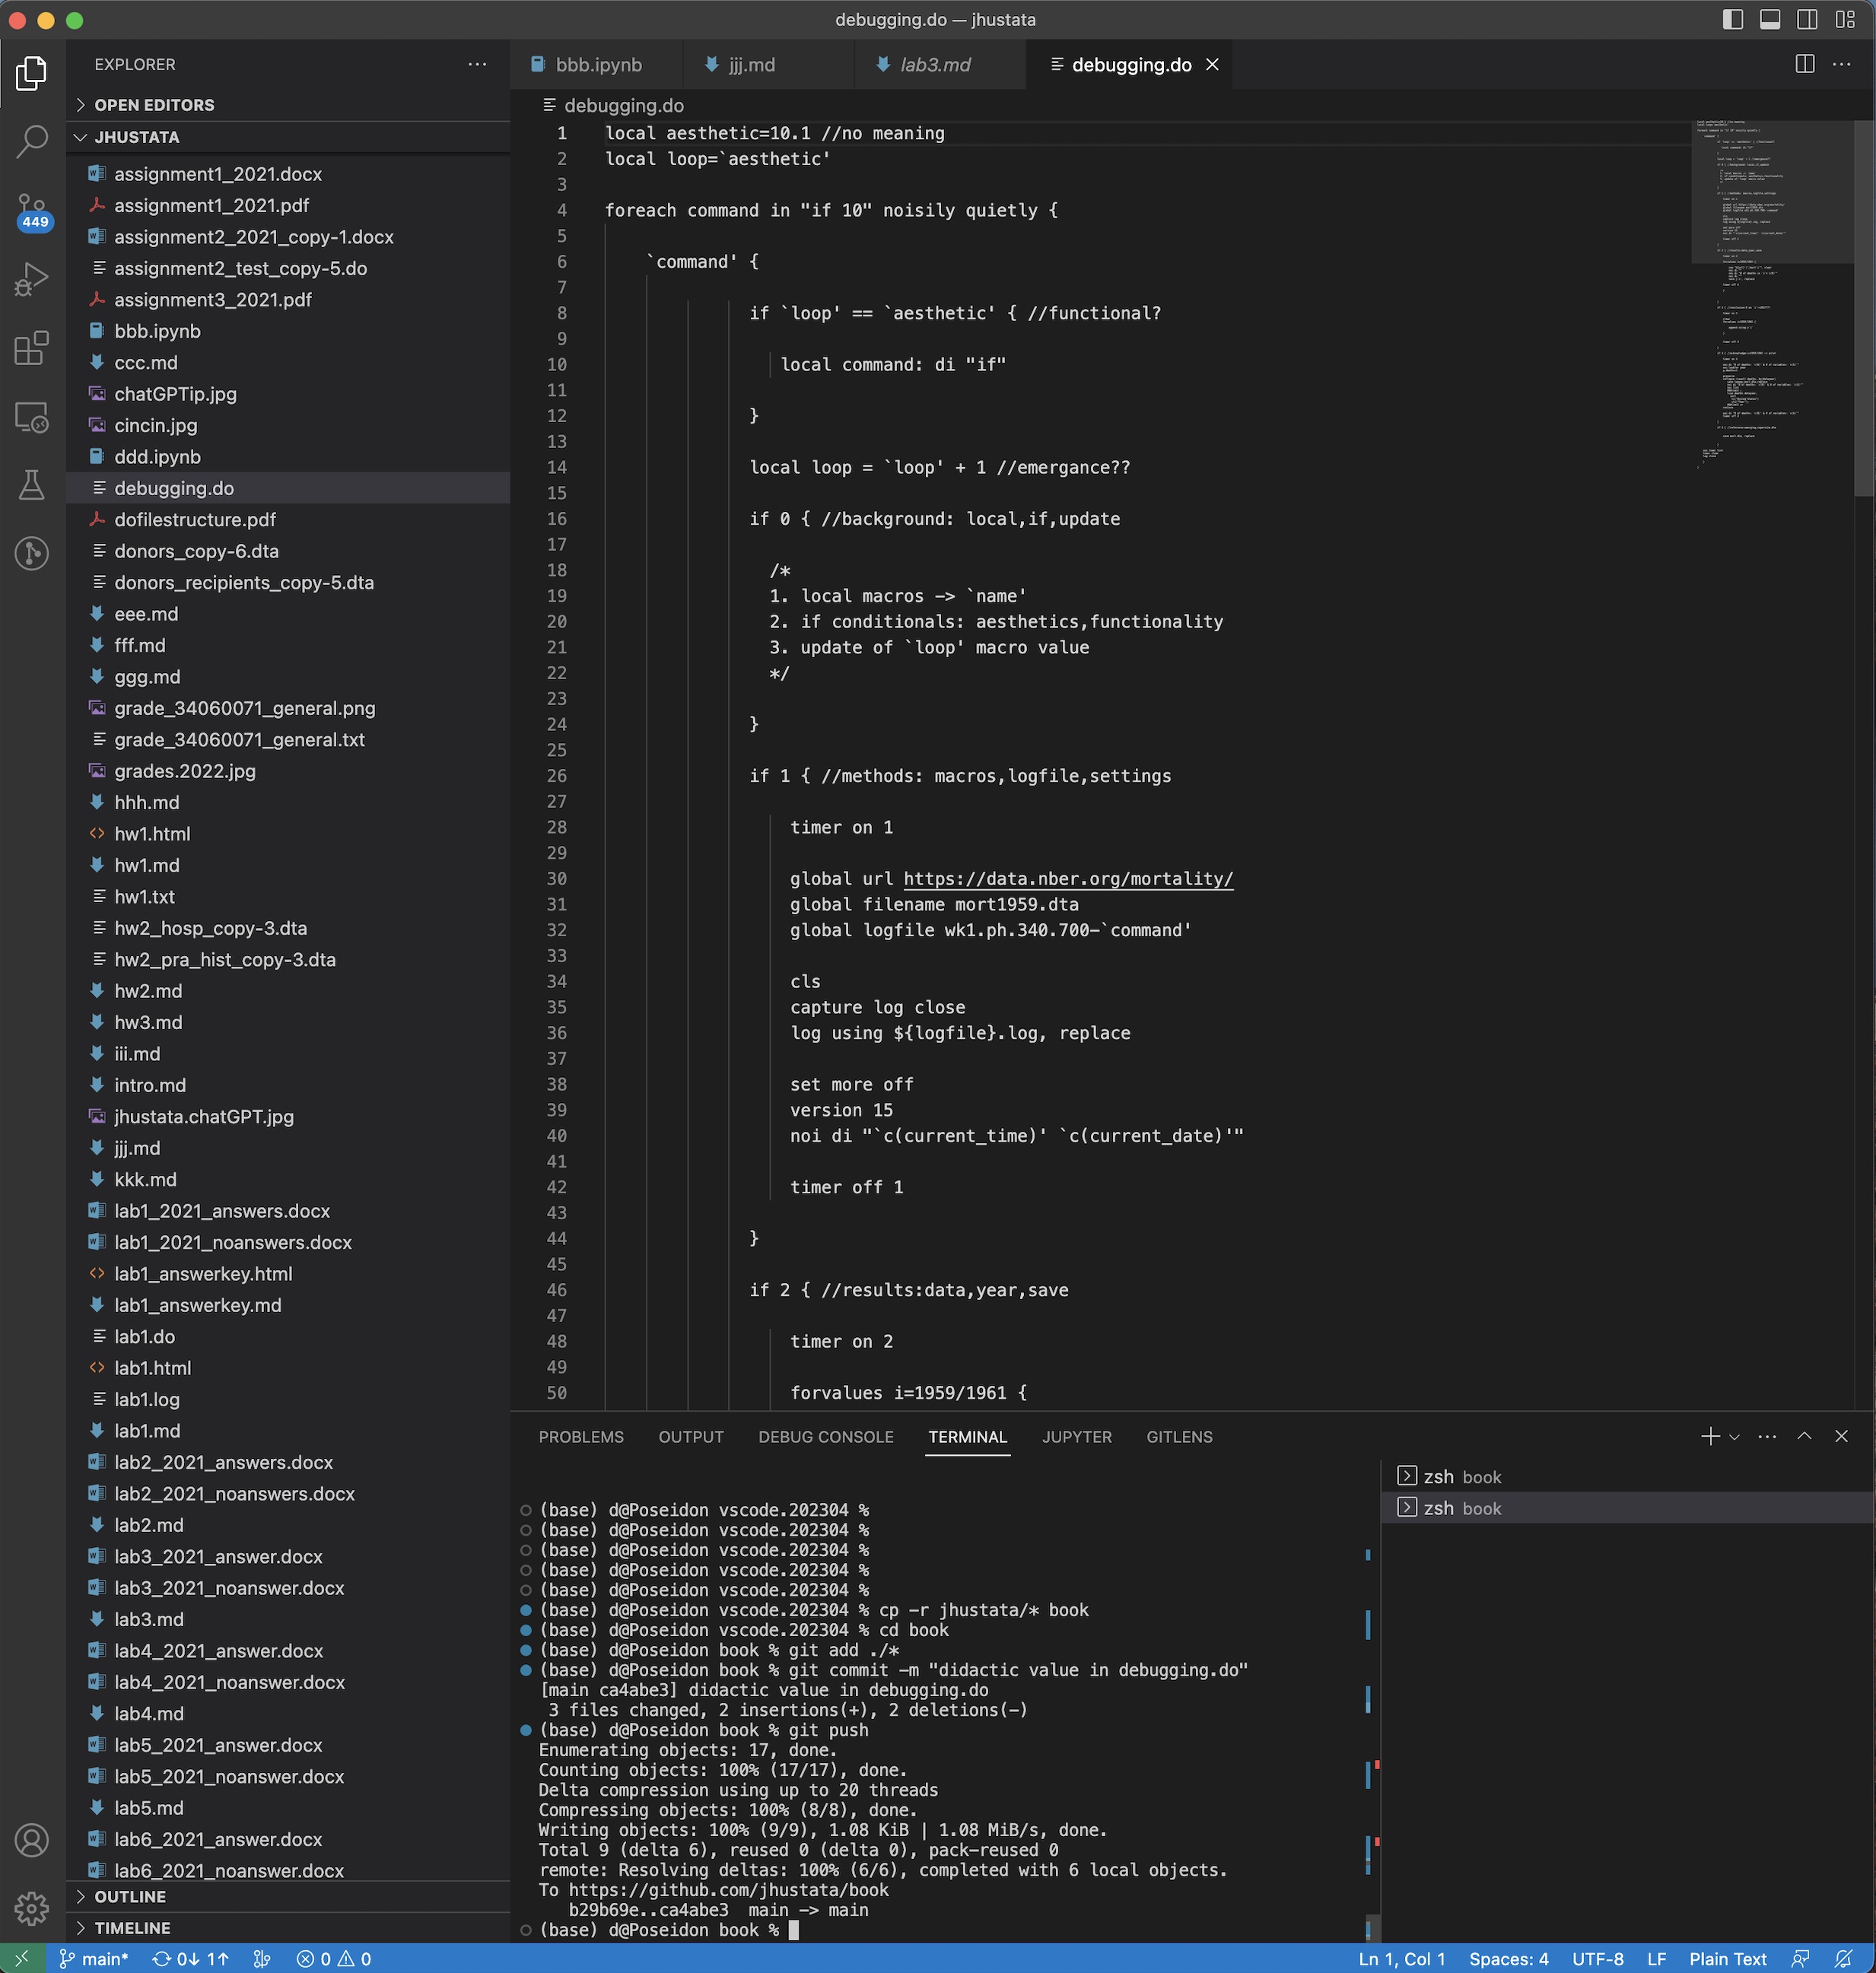 debugging.do — jhustata
EXPLORER
OPEN EDITORS
JHUSTATA
assignment1_2021.docx
assignment1_2021.pdf
assignment2_2021_copy-1.docx
assignment2_test_copy-5.do
assignment3_2021.pdf
bbb.ipynb
ccc.md
chatGPTip.jpg
cincin.jpg
ddd.ipynb
debugging.do
dofilestructure.pdf
donors_copy-6.dta
donors_recipients_copy-5.dta
eee.md
fff.md
ggg.md
grade_34060071_general.png
grade_34060071_general.txt
grades.2022.jpg
hhh.md
hw1.html
hw1.md
hw1.txt
hw2_hosp_copy-3.dta
hw2_pra_hist_copy-3.dta
hw2.md
hw3.md
iii.md
intro.md
jhustata.chatGPT.jpg
jjj.md
kkk.md
lab1_2021_answers.docx
lab1_2021_noanswers.docx
lab1_answerkey.html
lab1_answerkey.md
lab1.do
lab1.html
lab1.log
lab1.md
lab2_2021_answers.docx
lab2_2021_noanswers.docx
lab2.md
lab3_2021_answer.docx
lab3_2021_noanswer.docx
lab3.md
lab4_2021_answer.docx
lab4_2021_noanswer.docx
lab4.md
lab5_2021_answer.docx
lab5_2021_noanswer.docx
lab5.md
lab6_2021_answer.docx
lab6_2021_noanswer.docx
OUTLINE
TIMELINE
449
bbb.ipynb jjj.md lab3.md debugging.do
debugging.do
1 local aesthetic=10.1 //no meaning
2 local loop=`aesthetic'
3
4 foreach command in "if 10" noisily quietly {
5
6 `command' {
7
8 if `loop' == `aesthetic' { //functional?
9
10 local command: di "if"
11
12 }
13
14 local loop = `loop' + 1 //emergance??
15
16 if 0 { //background: local,if,update
17
18 /*
19 1. local macros -> `name'
20 2. if conditionals: aesthetics,functionality
21 3. update of `loop' macro value
22 */
23
24 }
25
26 if 1 { //methods: macros,logfile,settings
27
28 timer on 1
29
30 global url https://data.nber.org/mortality/
31 global filename mort1959.dta
32 global logfile wk1.ph.340.700-`command'
33
34 cls
35 capture log close
36 log using ${logfile}.log, replace
37
38 set more off
39 version 15
40 noi di "`c(current_time)' `c(current_date)'"
41
42 timer off 1
43
44 }
45
46 if 2 { //results:data,year,save
47
48 timer on 2
49
50 forvalues i=1959/1961 {
PROBLEMS OUTPUT DEBUG CONSOLE TERMINAL JUPYTER GITLENS
(base) d@Poseidon vscode.202304 %
(base) d@Poseidon vscode.202304 %
(base) d@Poseidon vscode.202304 %
(base) d@Poseidon vscode.202304 %
(base) d@Poseidon vscode.202304 %
(base) d@Poseidon vscode.202304 % cp -r jhustata/* book
(base) d@Poseidon vscode.202304 % cd book
(base) d@Poseidon book % git add ./*
(base) d@Poseidon book % git commit -m "didactic value in debugging.do"
[main ca4abe3] didactic value in debugging.do
3 files changed, 2 insertions(+), 2 deletions(-)
(base) d@Poseidon book % git push
Enumerating objects: 17, done.
Counting objects: 100% (17/17), done.
Delta compression using up to 20 threads
Compressing objects: 100% (8/8), done.
Writing objects: 100% (9/9), 1.08 KiB | 1.08 MiB/s, done.
Total 9 (delta 6), reused 0 (delta 0), pack-reused 0
remote: Resolving deltas: 100% (6/6), completed with 6 local objects.
To https://github.com/jhustata/book
b29b69e..ca4abe3 main -> main
(base) d@Poseidon book %
zsh book
zsh book
main* 0↓ 1↑ 0 0 Ln 1, Col 1 Spaces: 4 UTF-8 LF Plain Text